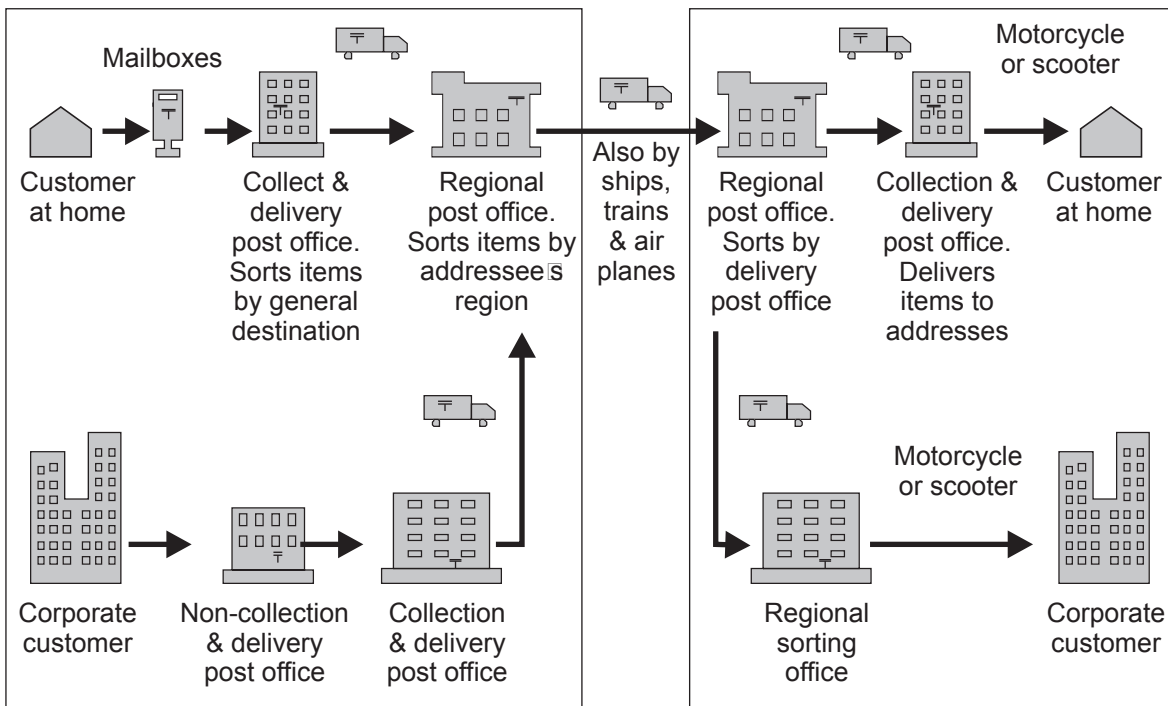 Mailboxes
Motorcycle
or scooter
Customer
at home
Collect &
delivery
post office.
Sorts items
by general
destination
Regional
post office.
Sorts items by
addressee s
region
Also by
ships,
trains
& air
planes
Regional
post office.
Sorts by
delivery
post office
Collection &
delivery
post office.
Delivers
items to
addresses
Customer
at home
Motorcycle
or scooter
Corporate
customer
Non-collection
& delivery
post office
Collection
& delivery
post office
Regional
sorting
office
Corporate
customer